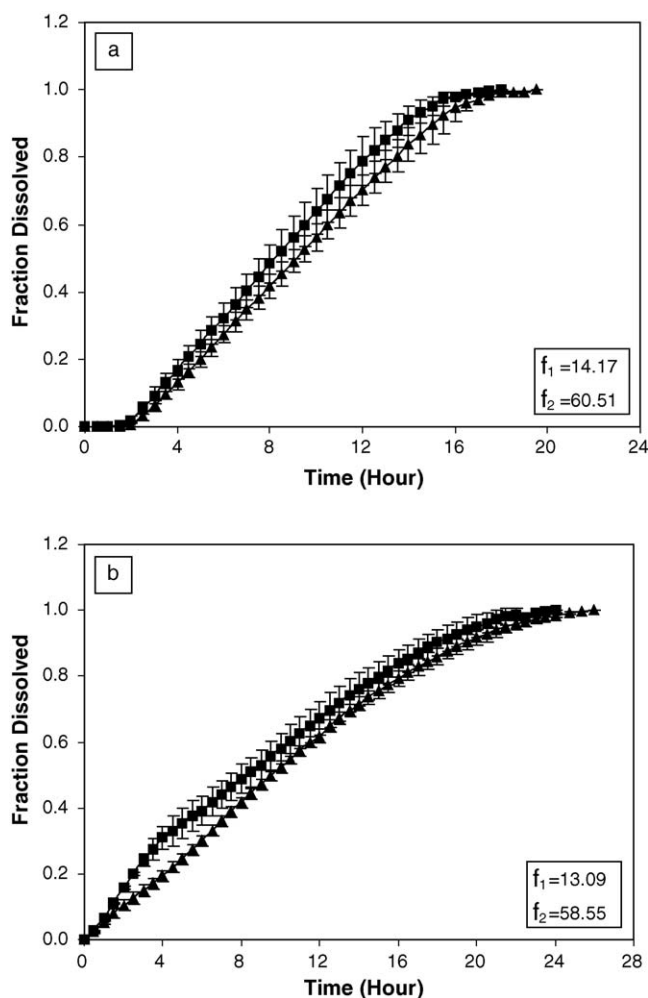 a
1.2
1.0
0.8
0.6
0.4
0.2
0.0
Fraction Dissolved
f₁=14.17
f₂=60.51
0 4 8 12 16 20 24
Time (Hour)
b
1.2
1.0
0.8
0.6
0.4
0.2
0.0
Fraction Dissolved
f₁=13.09
f₂=58.55
0 4 8 12 16 20 24 28
Time (Hour)